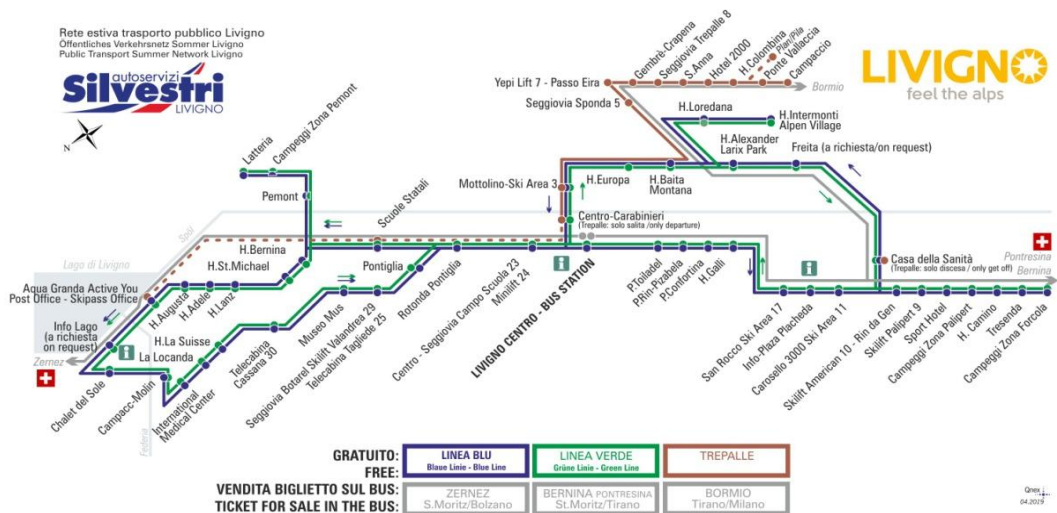 Rete estiva trasporto pubblico Livigno
Öffentliches Verkehrsnetz Sommer Livigno
Public Transport Summer Network Livigno
autoservizi
Silvestri
LIVIGNO
N
LIVIGNO
feel the alps
Gembrè-Crapena
Seggiovia Trepalle 8
S.Anna
Hotel 2000
H.Colombina
Plan/Pila
Ponte Vallaccia
Campaccio
Yepi Lift 7 - Passo Eira
Bormio
Seggiovia Sponda 5
H.Loredana
H.Intermonti
Alpen Village
H.Alexander
Larix Park
Freita (a richiesta/on request)
Latteria
Campeggi Zona Pemont
Pemont
Scuole Statali
Mottolino-Ski Area 3
H.Europa
H.Baita
Montana
Centro-Carabinieri
(Trepalle: solo salita /only departure)
Spöl
Lago di Livigno
H.Bernina
H.St.Michael
Pontiglia
Casa della Sanità
(Trepalle: solo discesa / only get off)
Pontresina
Bernina
Aqua Granda Active You
Post Office - Skipass Office
H.Augusta
H.Adele
H.Lanz
Info Lago
(a richiesta
on request)
Zernez
Federia
H.La Suisse
La Locanda
Chalet del Sole
Campacc-Molin
International
Medical Center
Telecabina
Cassana 30
Museo Mus
Seggiovia Botarel Skilift Valandrea 29
Telecabina Tagliede 25
Rotonda Pontiglia
Centro - Seggiovia Campo Scuola 23
Minilift 24
LIVIGNO CENTRO - BUS STATION
P.Toiladel
P.Rin-Pizabela
P.Confortina
H.Galli
San Rocco Ski Area 17
Info-Plaza Placheda
Carosello 3000 Ski Area 11
Skilift American 10 - Rin da Gen
Skilift Palipert 9
Sport Hotel
Campeggi Zona Palipert
H. Camino
Tresenda
Campeggi Zona Forcola
GRATUITO:
FREE:
LINEA BLU
Blaue Linie - Blue Line
LINEA VERDE
Grüne Linie - Green Line
TREPALLE
VENDITA BIGLIETTO SUL BUS:
TICKET FOR SALE IN THE BUS:
ZERNEZ
S.Moritz/Bolzano
BERNINA PONTRESINA
St.Moritz/Tirano
BORMIO
Tirano/Milano
Qnex
04.2019